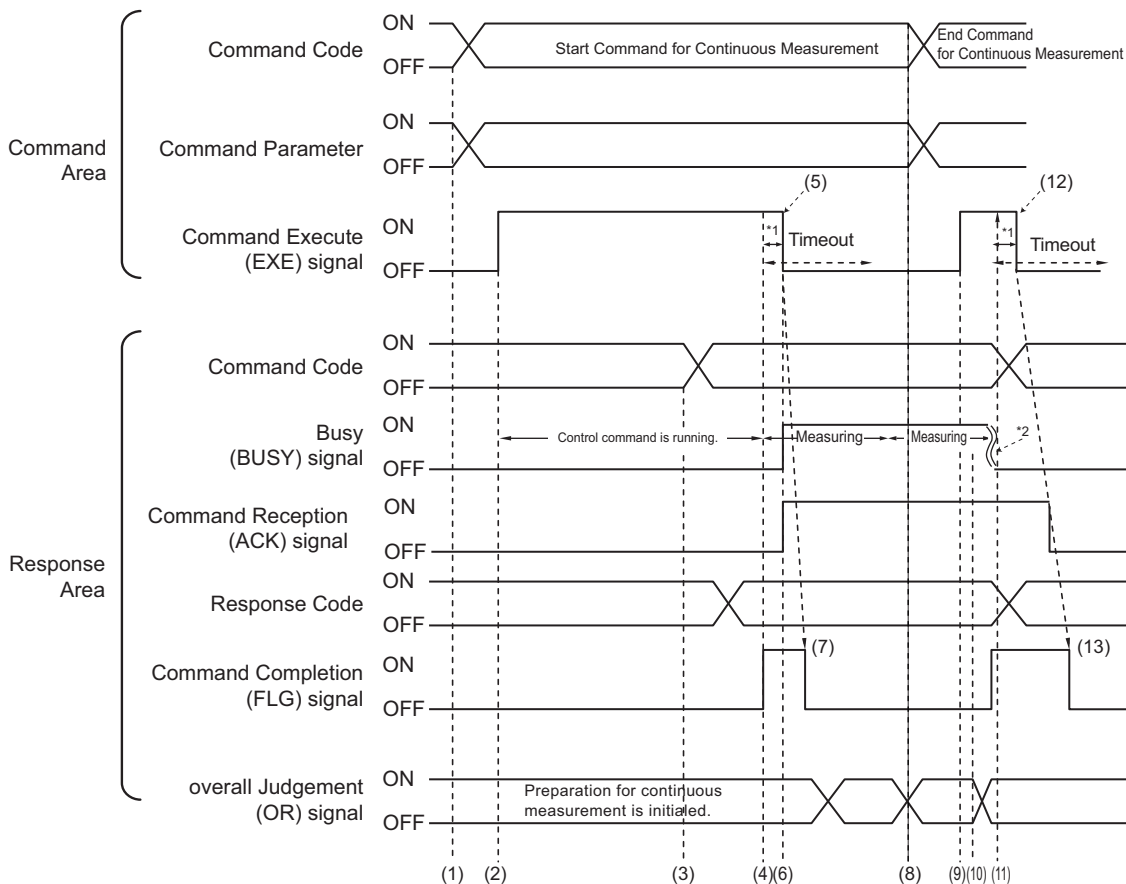 ON
Command Code
Start Command for Continuous Measurement
End Command
for Continuous Measurement
OFF
ON
Command
Area
Command Parameter
OFF
(5)
(12)
ON
Command Execute
(EXE) signal
*1
Timeout
*1
Timeout
OFF
ON
Command Code
OFF
ON
Busy
(BUSY) signal
Control command is running.
Measuring
Measuring
*2
OFF
Command Reception
(ACK) signal
ON
OFF
Response
Area
ON
Response Code
OFF
(7)
(13)
ON
Command Completion
(FLG) signal
OFF
ON
overall Judgement
(OR) signal
Preparation for continuous
measurement is initialed.
OFF
(1)
(2)
(3)
(4)
(6)
(8)
(9)
(10)
(11)